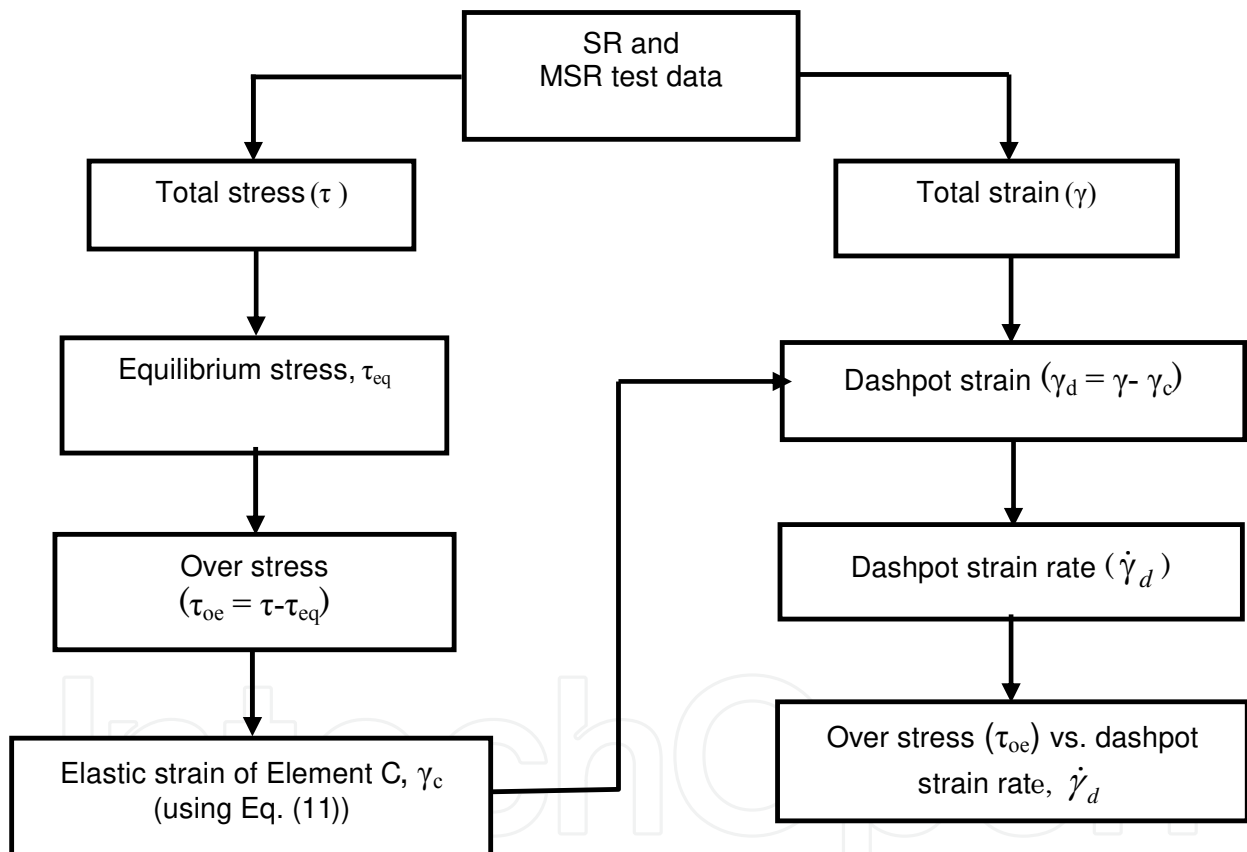 SR and
MSR test data
Total stress (τ )
Total strain (γ)
Equilibrium stress, τeq
Dashpot strain (γd = γ- γc)
Over stress
(τoe = τ-τeq)
Dashpot strain rate ( γ̇d )
Elastic strain of Element C, γc
(using Eq. (11))
Over stress (τoe) vs. dashpot
strain rate, γ̇d
IntechOpen